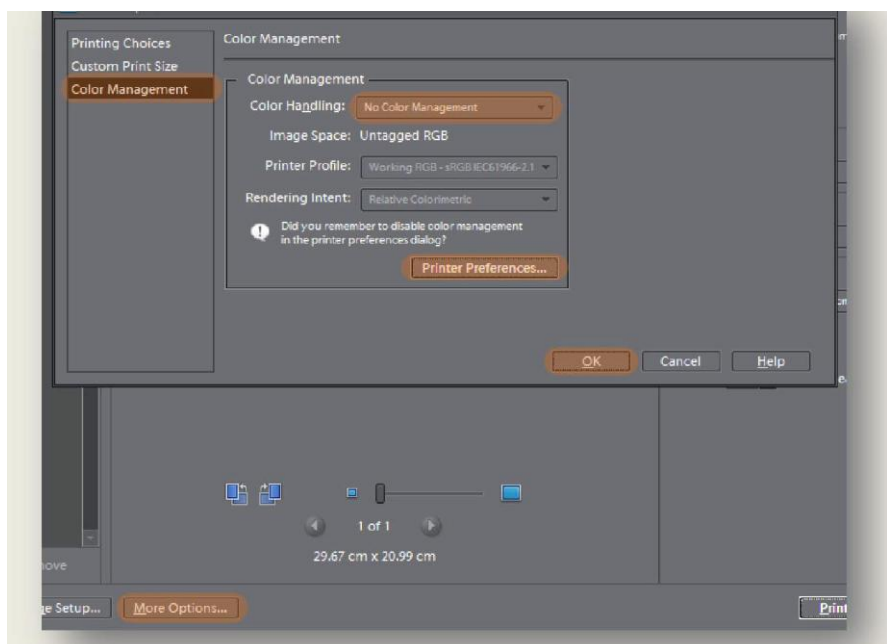 Printing Choices
Custom Print Size
Color Management
Color Management
Color Management
Color Handling: No Color Management
Image Space: Untagged RGB
Printer Profile: Working RGB - sRGB IEC61966-2.1
Rendering Intent: Relative Colorimetric
Did you remember to disable color management
in the printer preferences dialog?
Printer Preferences...
OK Cancel Help
1 of 1
29.67 cm x 20.99 cm
Setup... More Options...